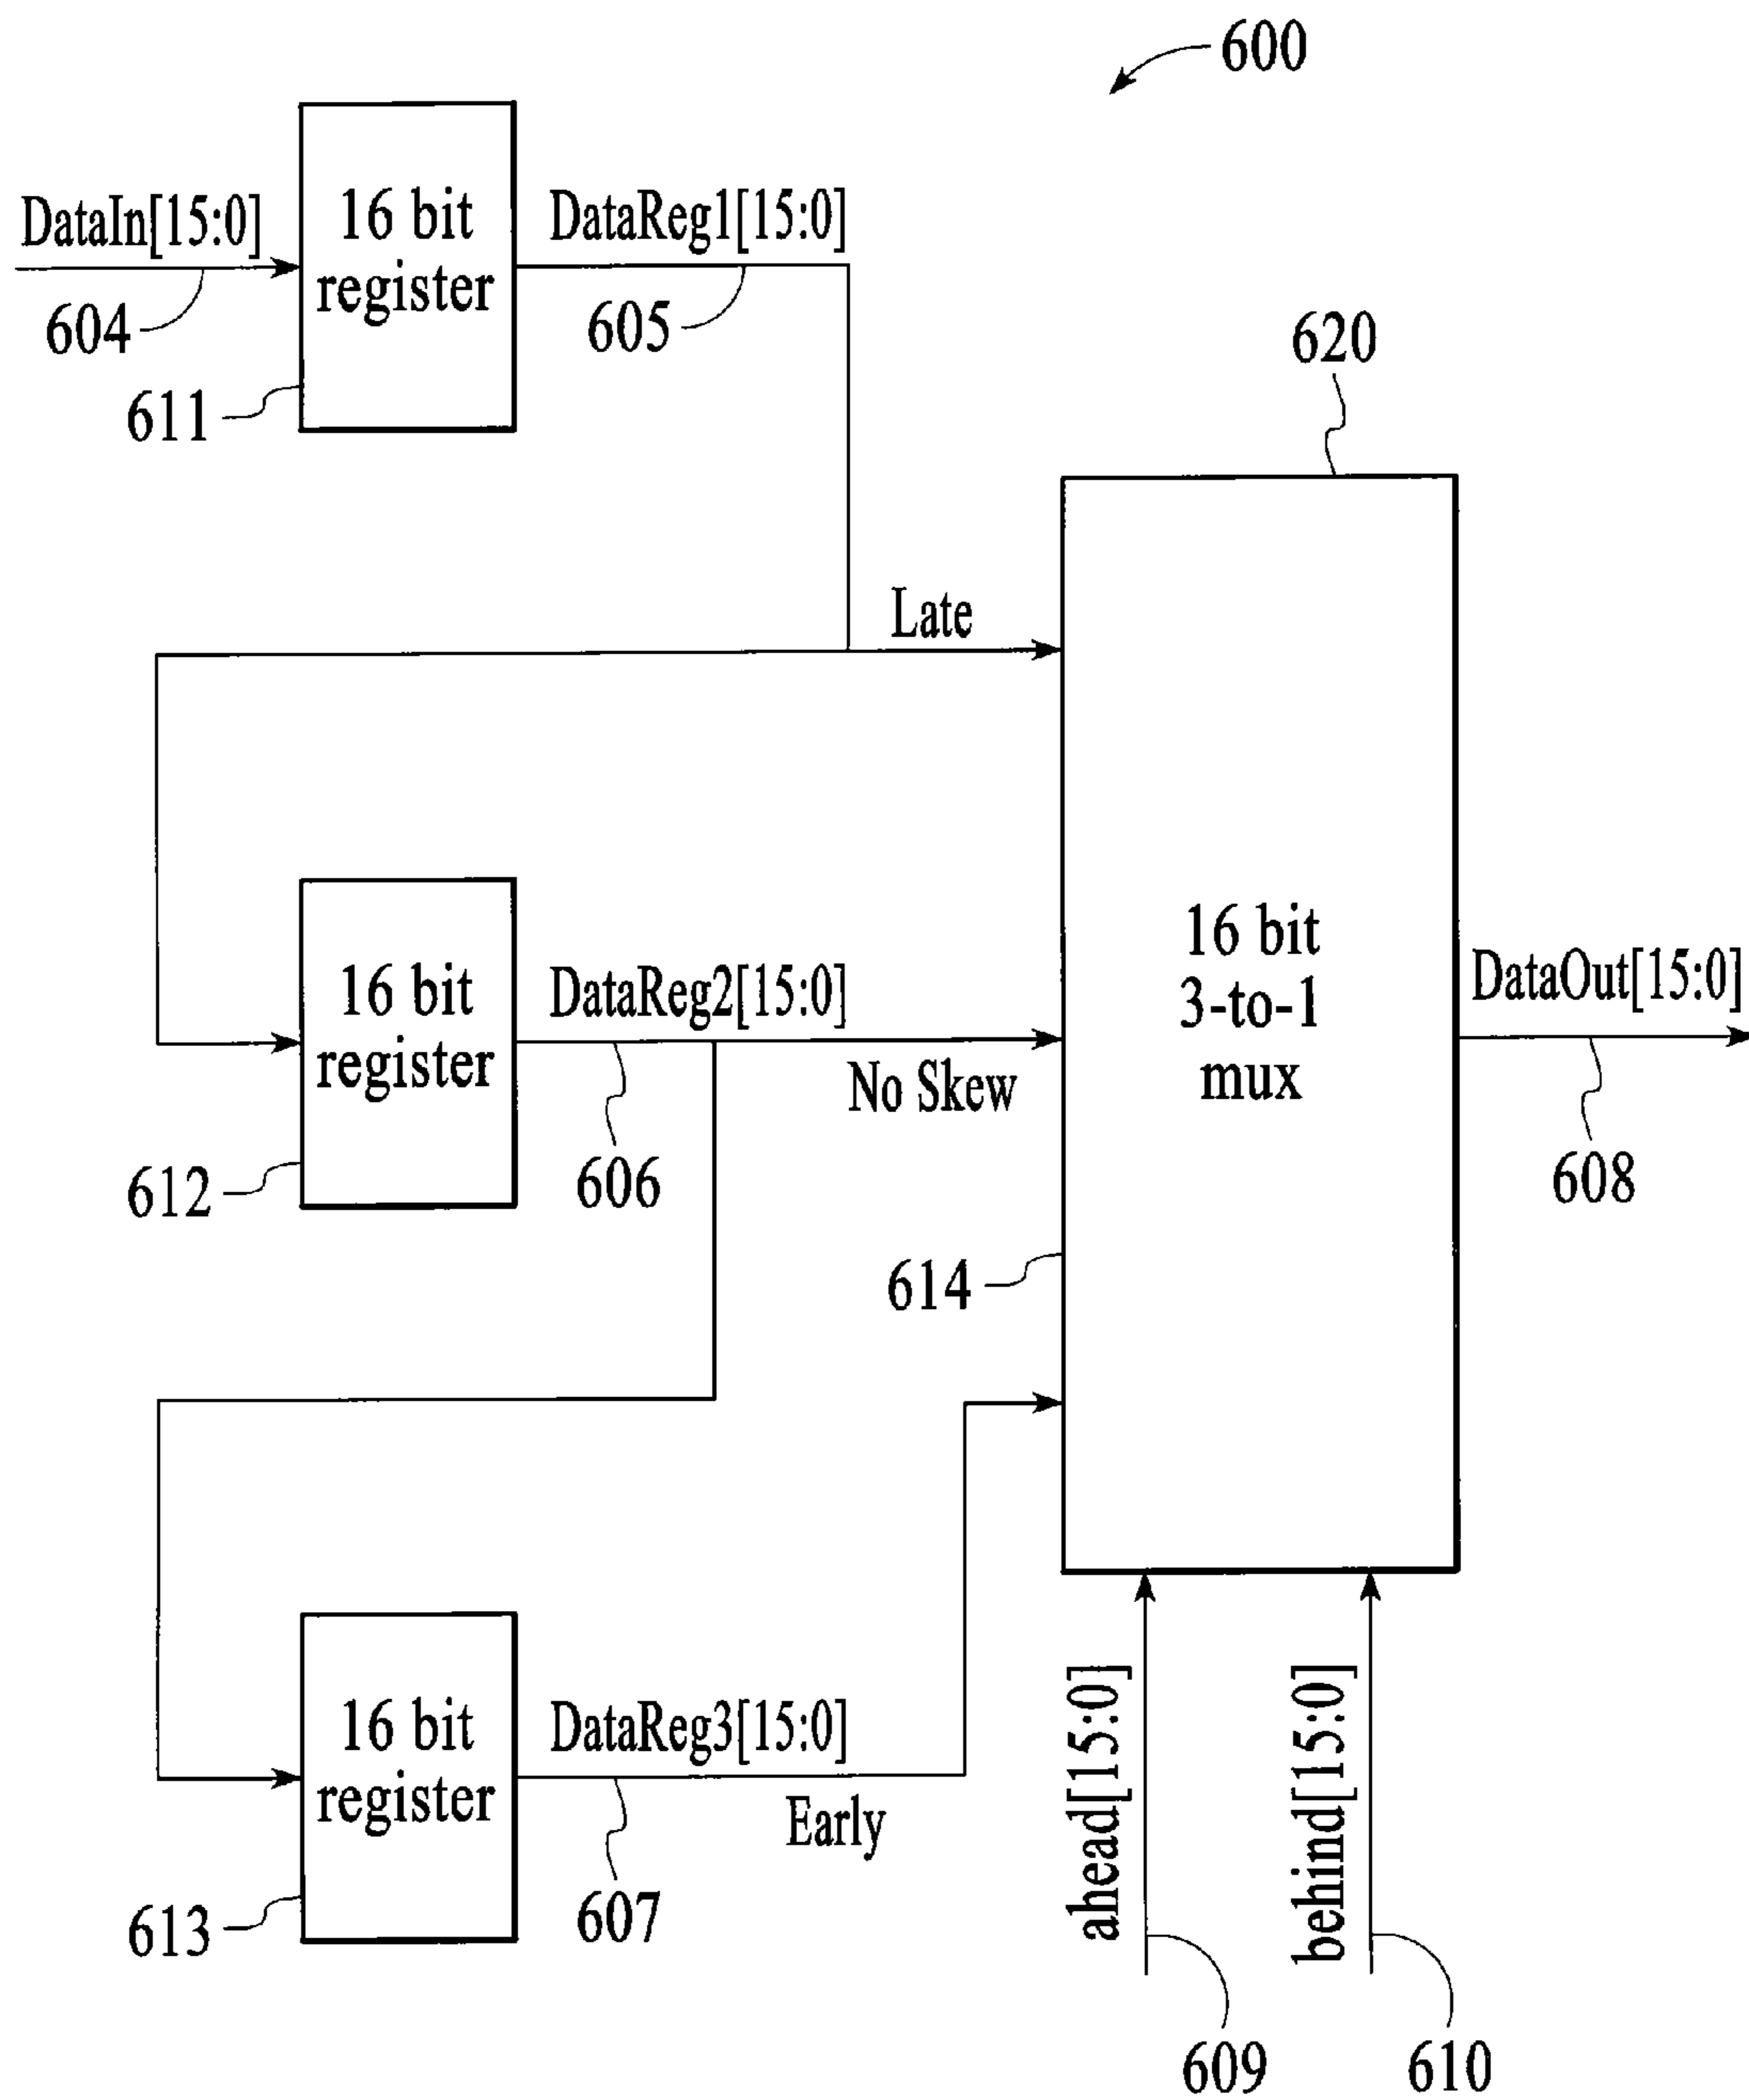 600
DataIn[15:0]
604
16 bit
register
611
DataReg1[15:0]
605
620
Late
16 bit
register
612
DataReg2[15:0]
606
No Skew
16 bit
3-to-1
mux
614
DataOut[15:0]
608
16 bit
register
613
DataReg3[15:0]
607
Early
ahead[15:0]
609
behind[15:0]
610